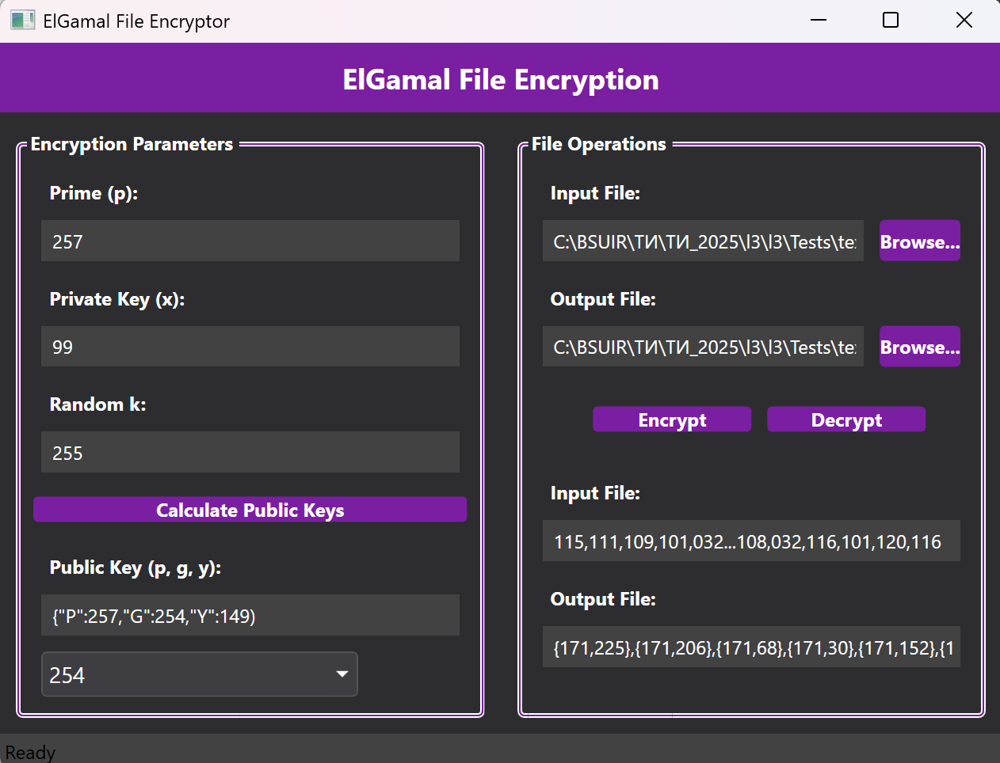 ElGamal File Encryptor
ElGamal File Encryption
Encryption Parameters
Prime (p):
257
Private Key (x):
99
Random k:
255
Calculate Public Keys
Public Key (p, g, y):
{"P":257,"G":254,"Y":149)
254
File Operations
Input File:
C:\BSUIR\ТИ\ТИ_2025\l3\l3\Tests\te
Browse...
Output File:
C:\BSUIR\ТИ\ТИ_2025\l3\l3\Tests\te
Browse...
Encrypt Decrypt
Input File:
115,111,109,101,032...108,032,116,101,120,116
Output File:
{171,225},{171,206},{171,68},{171,30},{171,152},{1
Ready